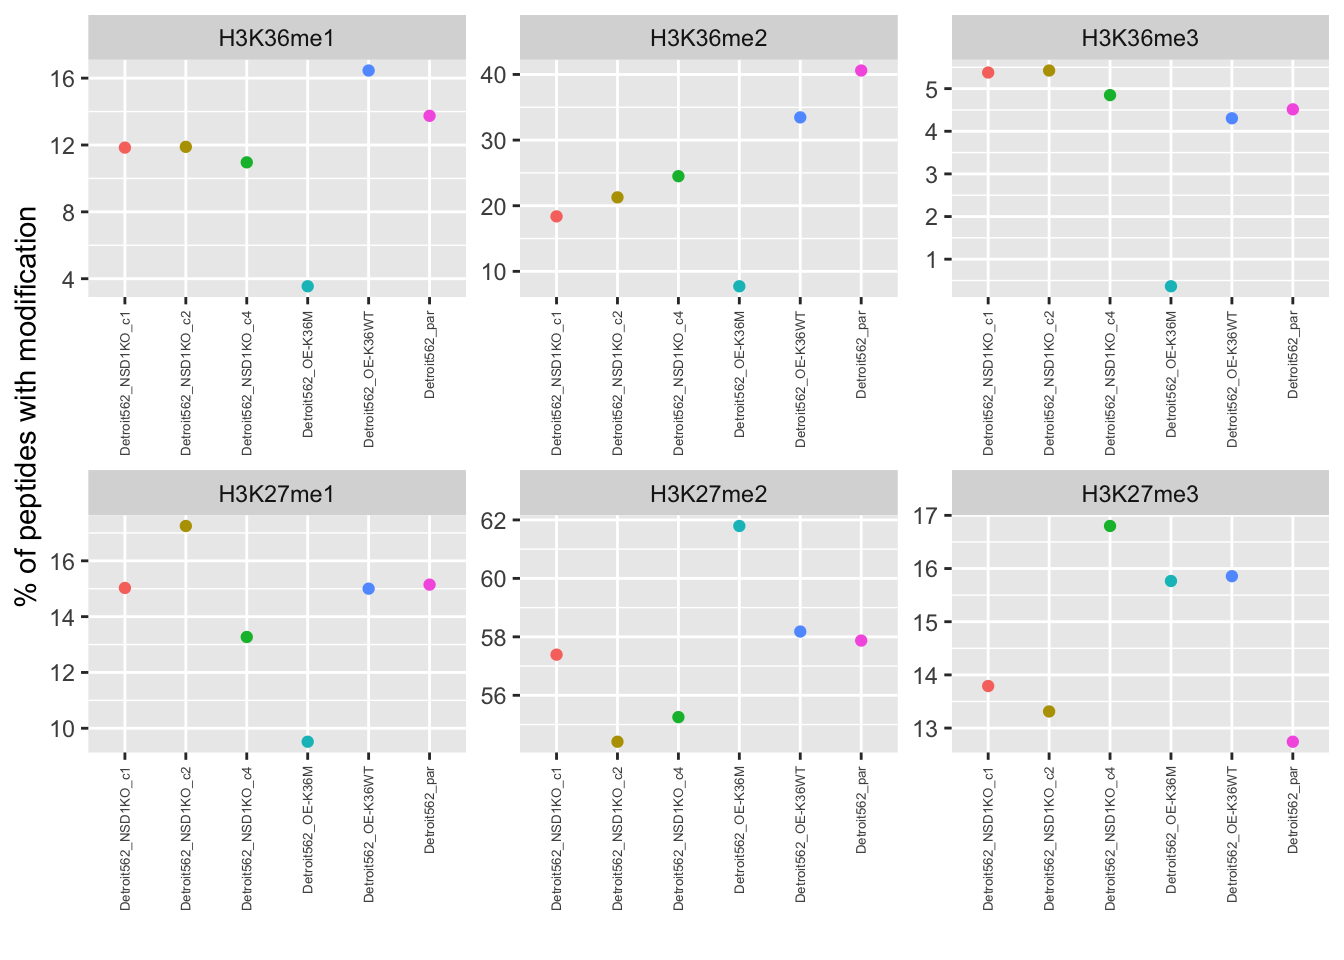 H3K36me1
H3K36me2
H3K36me3
16
12
8
4
40
30
20
10
5
4
3
2
1
Detroit562_NSD1KO_c1
Detroit562_NSD1KO_c2
Detroit562_NSD1KO_c4
Detroit562_OE-K36M
Detroit562_OE-K36WT
Detroit562_par
Detroit562_NSD1KO_c1
Detroit562_NSD1KO_c2
Detroit562_NSD1KO_c4
Detroit562_OE-K36M
Detroit562_OE-K36WT
Detroit562_par
Detroit562_NSD1KO_c1
Detroit562_NSD1KO_c2
Detroit562_NSD1KO_c4
Detroit562_OE-K36M
Detroit562_OE-K36WT
Detroit562_par
% of peptides with modification
H3K27me1
H3K27me2
H3K27me3
16
14
12
10
62
60
58
56
17
16
15
14
13
Detroit562_NSD1KO_c1
Detroit562_NSD1KO_c2
Detroit562_NSD1KO_c4
Detroit562_OE-K36M
Detroit562_OE-K36WT
Detroit562_par
Detroit562_NSD1KO_c1
Detroit562_NSD1KO_c2
Detroit562_NSD1KO_c4
Detroit562_OE-K36M
Detroit562_OE-K36WT
Detroit562_par
Detroit562_NSD1KO_c1
Detroit562_NSD1KO_c2
Detroit562_NSD1KO_c4
Detroit562_OE-K36M
Detroit562_OE-K36WT
Detroit562_par